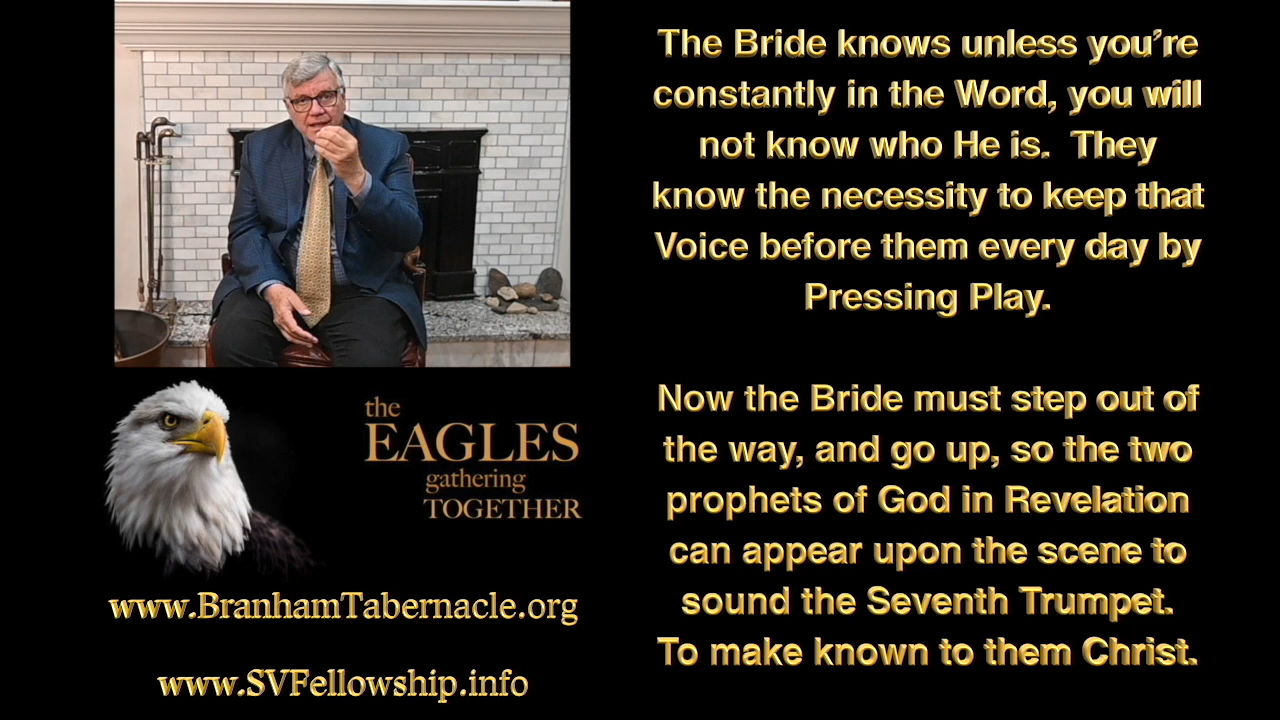 The Bride knows unless you’re
constantly in the Word, you will
not know who He is.  They
know the necessity to keep that
Voice before them every day by
Pressing Play.
Now the Bride must step out of
the way, and go up, so the two
prophets of God in Revelation
can appear upon the scene to
sound the Seventh Trumpet.
To make known to them Christ.
the
EAGLES
gathering
TOGETHER
www.BranhamTabernacle.org
www.SVFellowship.info